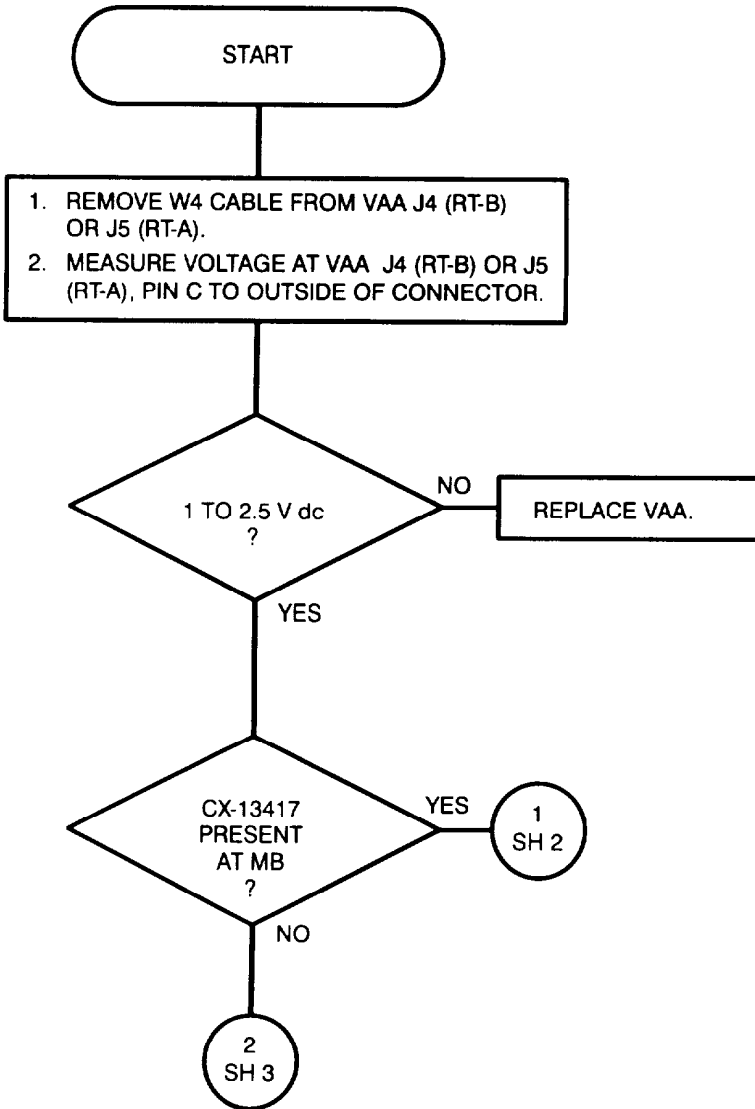 START
1. REMOVE W4 CABLE FROM VAA J4 (RT-B)
OR J5 (RT-A).
2. MEASURE VOLTAGE AT VAA J4 (RT-B) OR J5
(RT-A), PIN C TO OUTSIDE OF CONNECTOR.
1 TO 2.5 V dc
?
NO
REPLACE VAA.
YES
CX-13417
PRESENT
AT MB
?
YES
1
SH 2
NO
2
SH 3